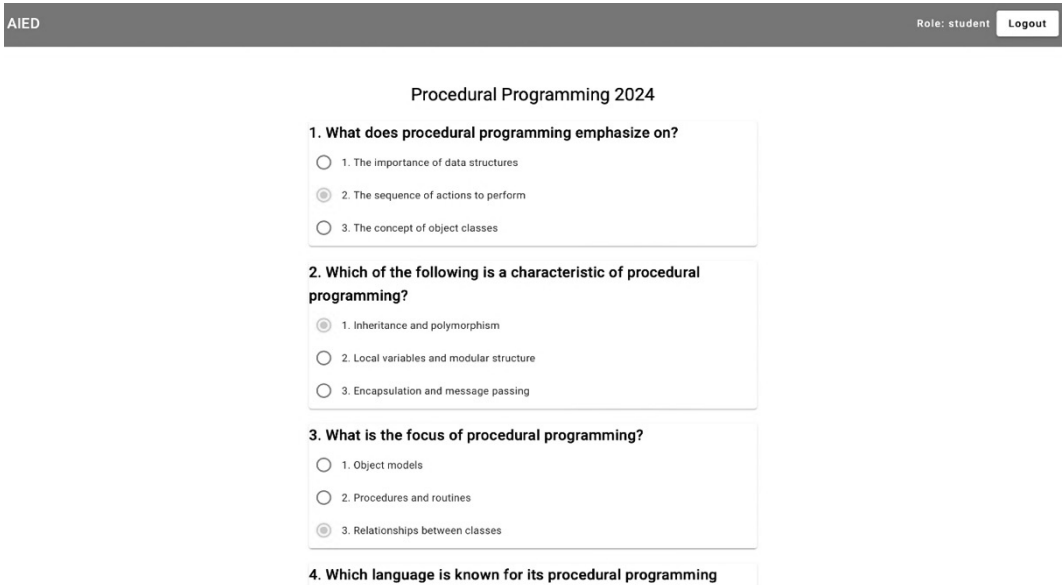 AIED
Role: student Logout
Procedural Programming 2024
1. What does procedural programming emphasize on?
1. The importance of data structures
2. The sequence of actions to perform
3. The concept of object classes
2. Which of the following is a characteristic of procedural
programming?
1. Inheritance and polymorphism
2. Local variables and modular structure
3. Encapsulation and message passing
3. What is the focus of procedural programming?
1. Object models
2. Procedures and routines
3. Relationships between classes
4. Which language is known for its procedural programming